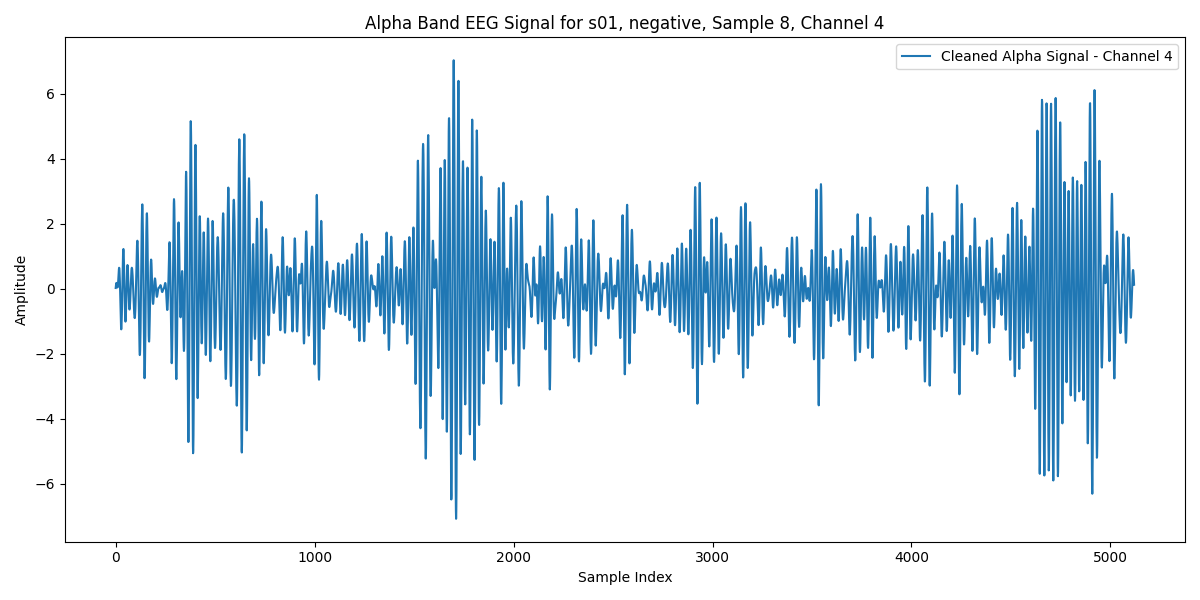 Alpha Band EEG Signal for s01, negative, Sample 8, Channel 4
Cleaned Alpha Signal - Channel 4
Amplitude
6
4
2
0
−2
−4
−6
0 1000 2000 3000 4000 5000
Sample Index